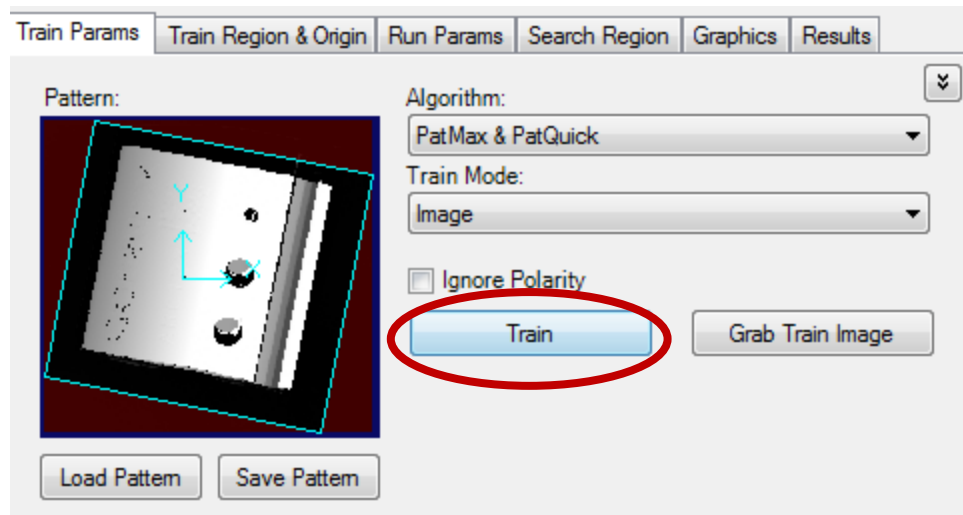 Train Params Train Region & Origin Run Params Search Region Graphics Results
Pattern:
Y
X
Algorithm:
PatMax & PatQuick
Train Mode:
Image
Ignore Polarity
Train Grab Train Image
Load Pattern Save Pattern